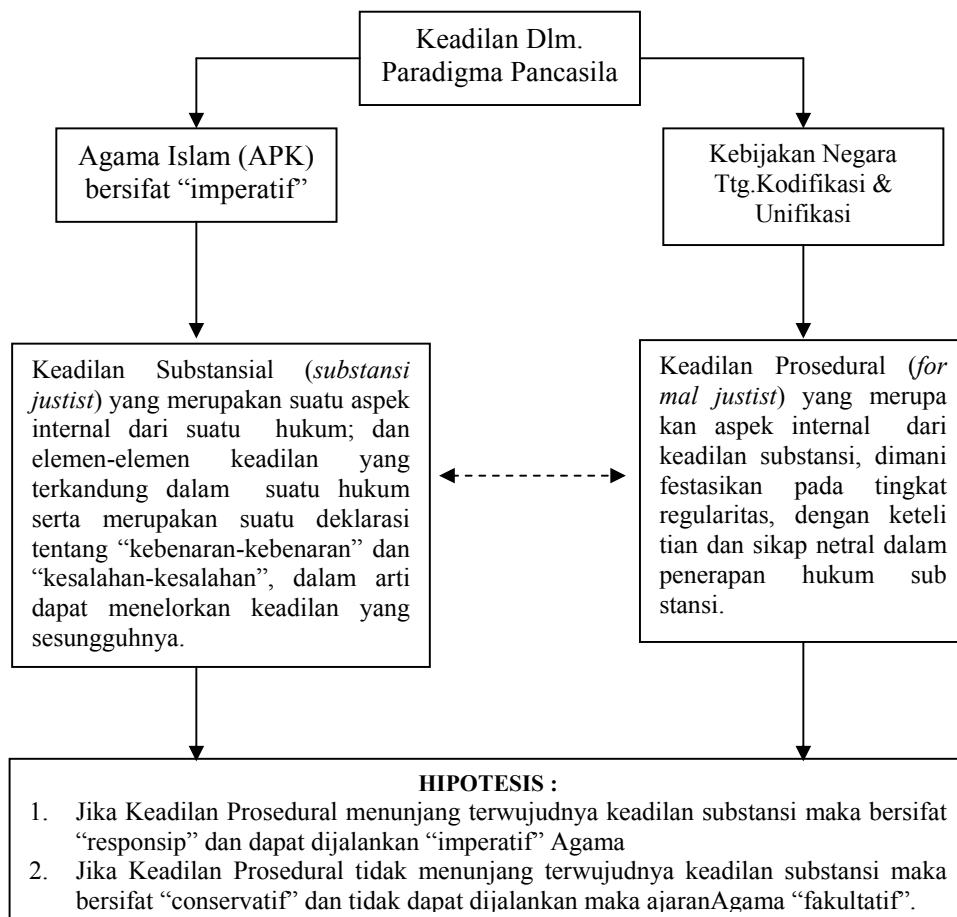 Keadilan Dlm.
Paradigma Pancasila
Agama Islam (APK)
bersifat “imperatif”
Kebijakan Negara
Ttg.Kodifikasi &
Unifikasi
Keadilan Substansial (substansi
justist) yang merupakan suatu aspek
internal dari suatu hukum; dan
elemen-elemen keadilan yang
terkandung dalam suatu hukum
serta merupakan suatu deklarasi
tentang “kebenaran-kebenaran” dan
“kesalahan-kesalahan”, dalam arti
dapat menelorkan keadilan yang
sesungguhnya.
Keadilan Prosedural (for
mal justist) yang merupa
kan aspek internal dari
keadilan substansi, dimani
festasikan pada tingkat
regularitas, dengan keteli
tian dan sikap netral dalam
penerapan hukum sub
stansi.
HIPOTESIS :
1. Jika Keadilan Prosedural menunjang terwujudnya keadilan substansi maka bersifat
“responsip” dan dapat dijalankan “imperatif” Agama
2. Jika Keadilan Prosedural tidak menunjang terwujudnya keadilan substansi maka
bersifat “conservatif” dan tidak dapat dijalankan maka ajaranAgama “fakultatif”.